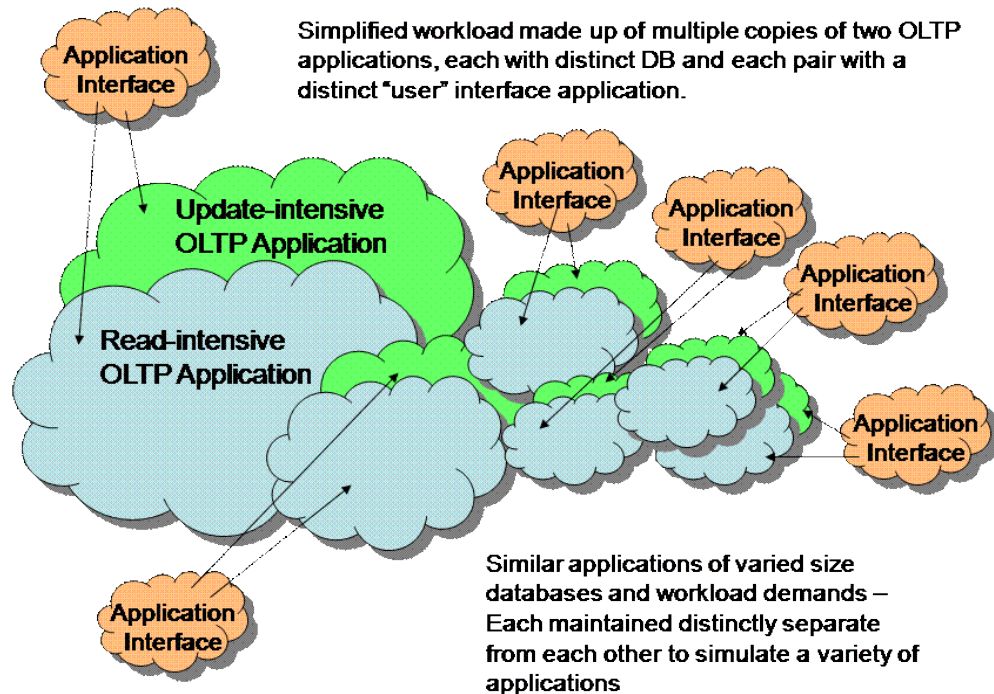 Application
Interface
Simplified workload made up of multiple copies of two OLTP
applications, each with distinct DB and each pair with a
distinct “user” interface application.
Update-intensive
OLTP Application
Read-intensive
OLTP Application
Application
Interface
Application
Interface
Application
Interface
Application
Interface
Application
Interface
Similar applications of varied size
databases and workload demands –
Each maintained distinctly separate
from each other to simulate a variety of
applications